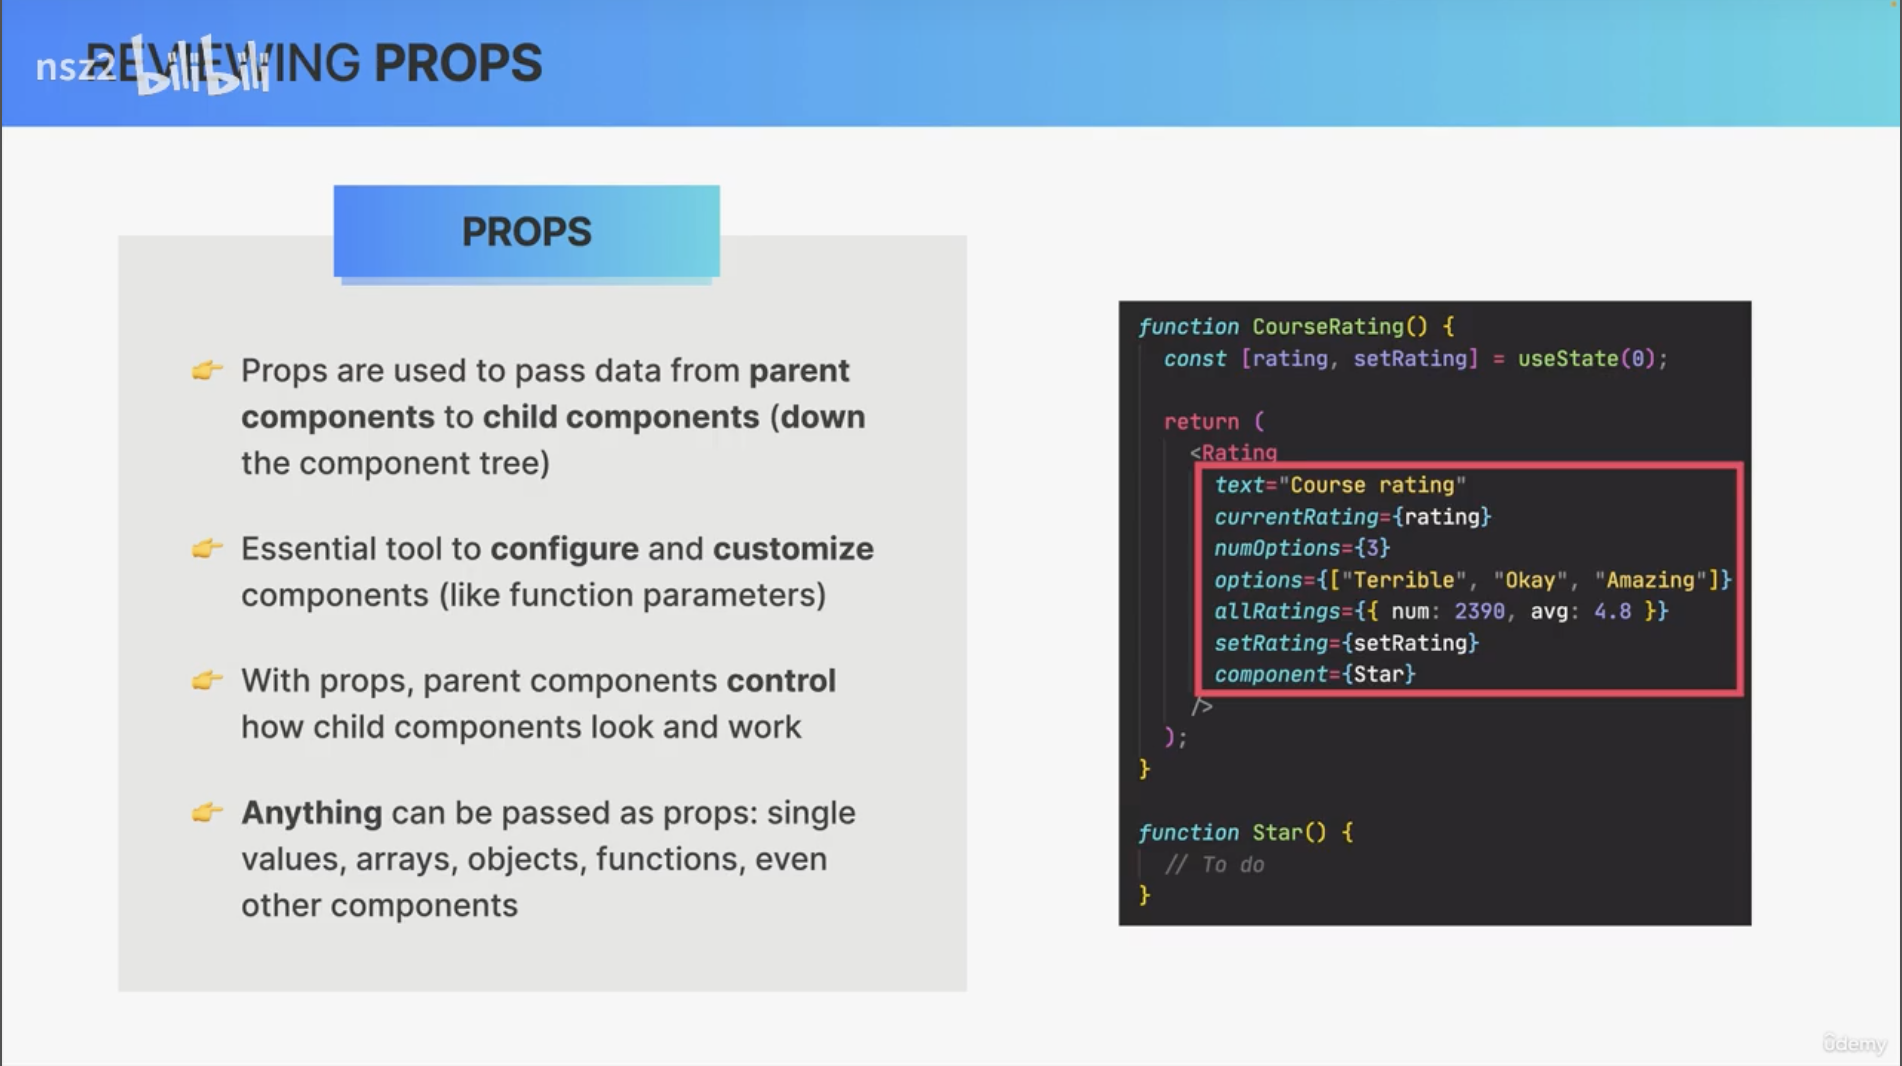 REVIEWING PROPS
nsz2 bilibili
PROPS
Props are used to pass data from parent
components to child components (down
the component tree)
Essential tool to configure and customize
components (like function parameters)
With props, parent components control
how child components look and work
Anything can be passed as props: single
values, arrays, objects, functions, even
other components
function CourseRating() {
const [rating, setRating] = useState(0);
return (
<Rating
text="Course rating"
currentRating={rating}
numOptions={3}
options={["Terrible", "Okay", "Amazing"]}
allRatings={{ num: 2390, avg: 4.8 }}
setRating={setRating}
component={Star}
/>
);
}
function Star() {
// To do
}
ûdemy